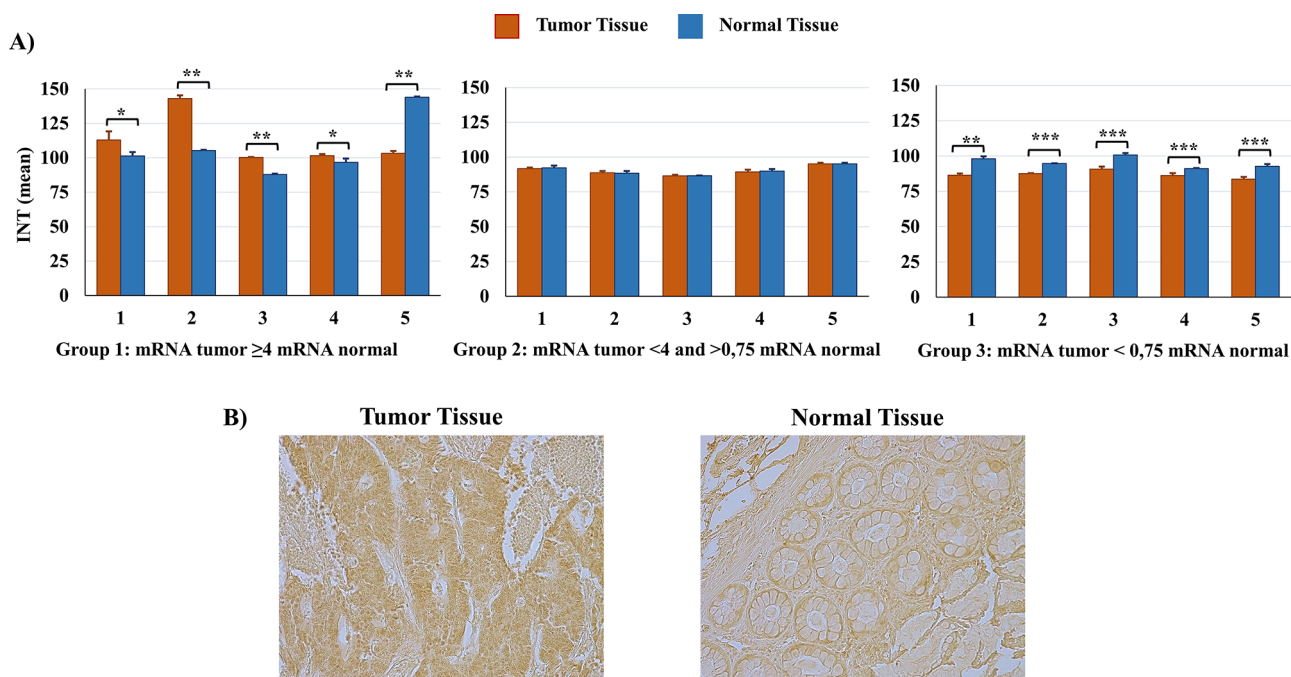 Tumor Tissue Normal Tissue
A)
INT (mean)
150
125
100
75
50
25
0
* ** ** * **
1 2 3 4 5
Group 1: mRNA tumor ≥4 mRNA normal
150
125
100
75
50
25
0
1 2 3 4 5
Group 2: mRNA tumor <4 and >0,75 mRNA normal
150
125
100
75
50
25
0
** *** *** *** ***
1 2 3 4 5
Group 3: mRNA tumor < 0,75 mRNA normal
B) Tumor Tissue Normal Tissue